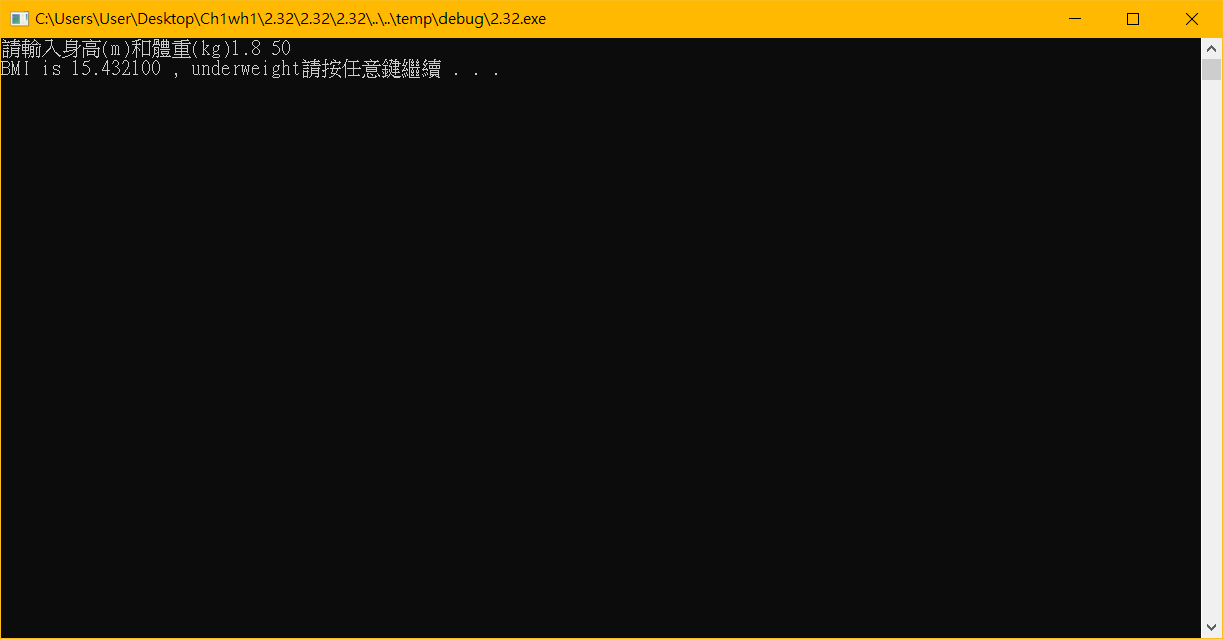 C:\Users\User\Desktop\Ch1wh1\2.32\2.32\2.32\..\..\temp\debug\2.32.exe
請輸入身高(m)和體重(kg)1.8 50
BMI is 15.432100 , underweight請按任意鍵繼續 . . .